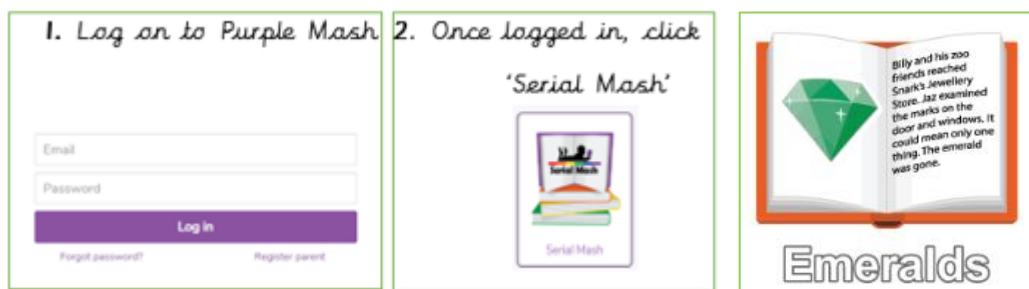 1. Log on to Purple Mash
Email
Password
Log in
Forgot password?
Register parent
2. Once logged in, click
'Serial Mash'
Serial Mash
Serial Mash
Billy and his zoo
friends reached
Snark's Jewellery
Store. Jaz examined
the marks on the
door and windows. It
could mean only one
thing. The emerald
was gone.
Emeralds